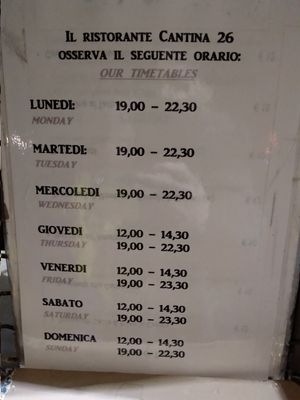 IL RISTORANTE CANTINA 26
OSSERVA IL SEGUENTE ORARIO:
OUR TIMETABLES
LUNEDI: 19,00 – 22,30
MONDAY
MARTEDI: 19,00 – 22,30
TUESDAY
MERCOLEDI 19,00 – 22,30
WEDNESDAY
GIOVEDI 12,00 – 14,30
THURSDAY 19,00 – 22,30
VENERDI 12,00 – 14,30
FRIDAY 19,00 – 23,30
SABATO 12,00 – 14,30
SATURDAY 19,00 – 23,30
DOMENICA 12,00 – 14,30
SUNDAY 19,00 – 22,30